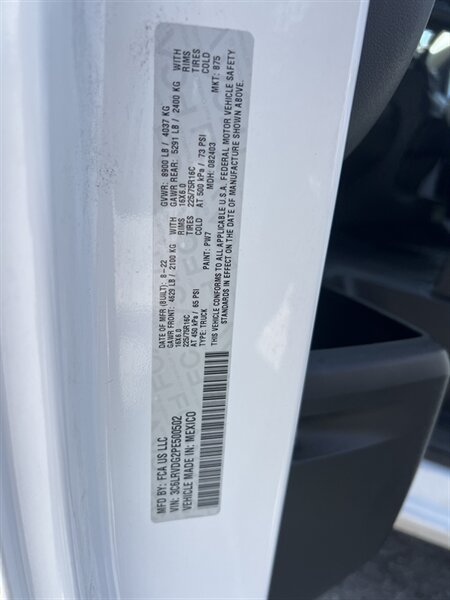 MFD BY: FCA US LLC
VIN: 3C6LRVDG2PE500502
VEHICLE MADE IN: MEXICO
DATE OF MFR (BUILT): 8-22 GVWR: 8900 LB / 4037 KG
GAWR FRONT: 4629 LB / 2100 KG WITH GAWR REAR: 5291 LB / 2400 KG WITH
16X6.0 RIMS 16X6.0 RIMS
225/75R16C TIRES 225/75R16C TIRES
AT 450 kPa / 65 PSI COLD AT 500 kPa / 73 PSI COLD
TYPE: TRUCK PAINT: PW7 MDH: 082403 MKT: 875
THIS VEHICLE CONFORMS TO ALL APPLICABLE U.S.A. FEDERAL MOTOR VEHICLE SAFETY
STANDARDS IN EFFECT ON THE DATE OF MANUFACTURE SHOWN ABOVE.